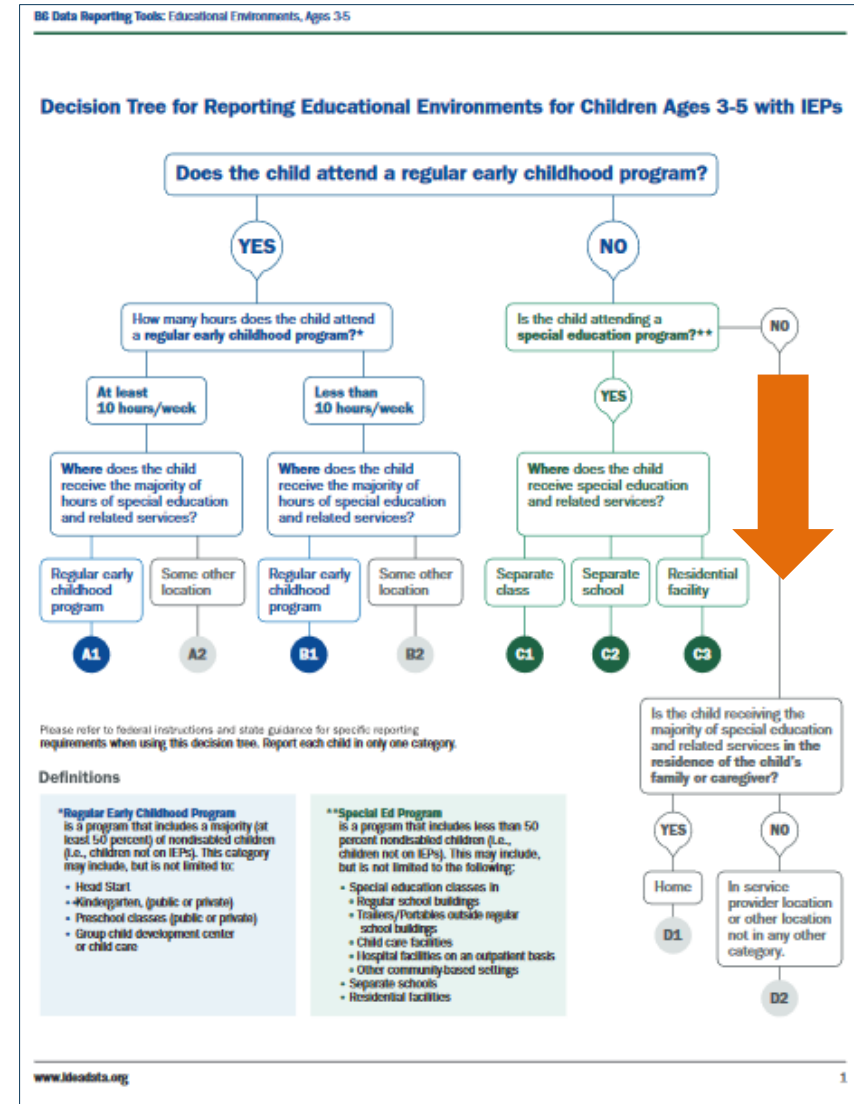 B6 Data Reporting Tools: Educational Environments, Ages 3-5
Decision Tree for Reporting Educational Environments for Children Ages 3-5 with IEPs
Does the child attend a regular early childhood program?
YES
NO
How many hours does the child attend
a regular early childhood program?*
Is the child attending a
special education program?**
NO
At least
10 hours/week
Less than
10 hours/week
YES
Where does the child
receive the majority of
hours of special education
and related services?
Where does the child
receive the majority of
hours of special education
and related services?
Where does the child
receive special education
and related services?
Regular early
childhood
program
Some other
location
Regular early
childhood
program
Some other
location
Separate
class
Separate
school
Residential
facility
A1
A2
B1
B2
C1
C2
C3
Please refer to federal instructions and state guidance for specific reporting
requirements when using this decision tree. Report each child in only one category.
Is the child receiving the
majority of special education
and related services in the
residence of the child's
family or caregiver?
YES
NO
Home
In service
provider location
or other location
not in any other
category.
D1
D2
Definitions
*Regular Early Childhood Program
is a program that includes a majority (at
least 50 percent) of nondisabled children
(i.e., children not on IEPs). This category
may include, but is not limited to:
• Head Start
• Kindergarten, (public or private)
• Preschool classes (public or private)
• Group child development center
or child care
**Special Ed Program
is a program that includes less than 50
percent nondisabled children (i.e.,
children not on IEPs). This may include,
but is not limited to the following:
• Special education classes in
• Regular school buildings
• Trailers/Portables outside regular
school buildings
• Child care facilities
• Hospital facilities on an outpatient basis
• Other community-based settings
• Separate schools
• Residential facilities
www.ideadata.org
1